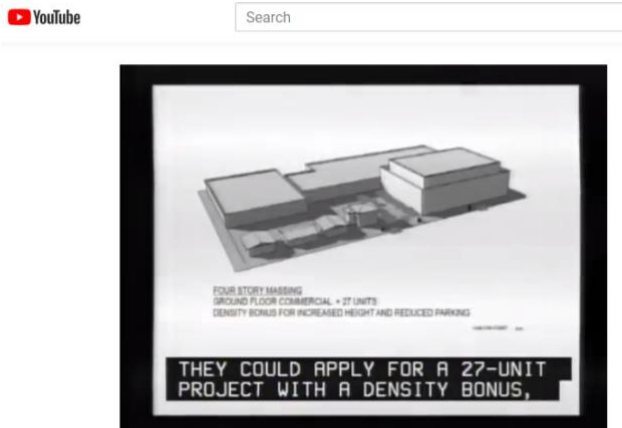 YouTube
Search
FOUR STORY MASSING
GROUND FLOOR COMMERCIAL + 27 UNITS
DENSITY BONUS FOR INCREASED HEIGHT AND REDUCED PARKING
THEY COULD APPLY FOR A 27-UNIT
PROJECT WITH A DENSITY BONUS,